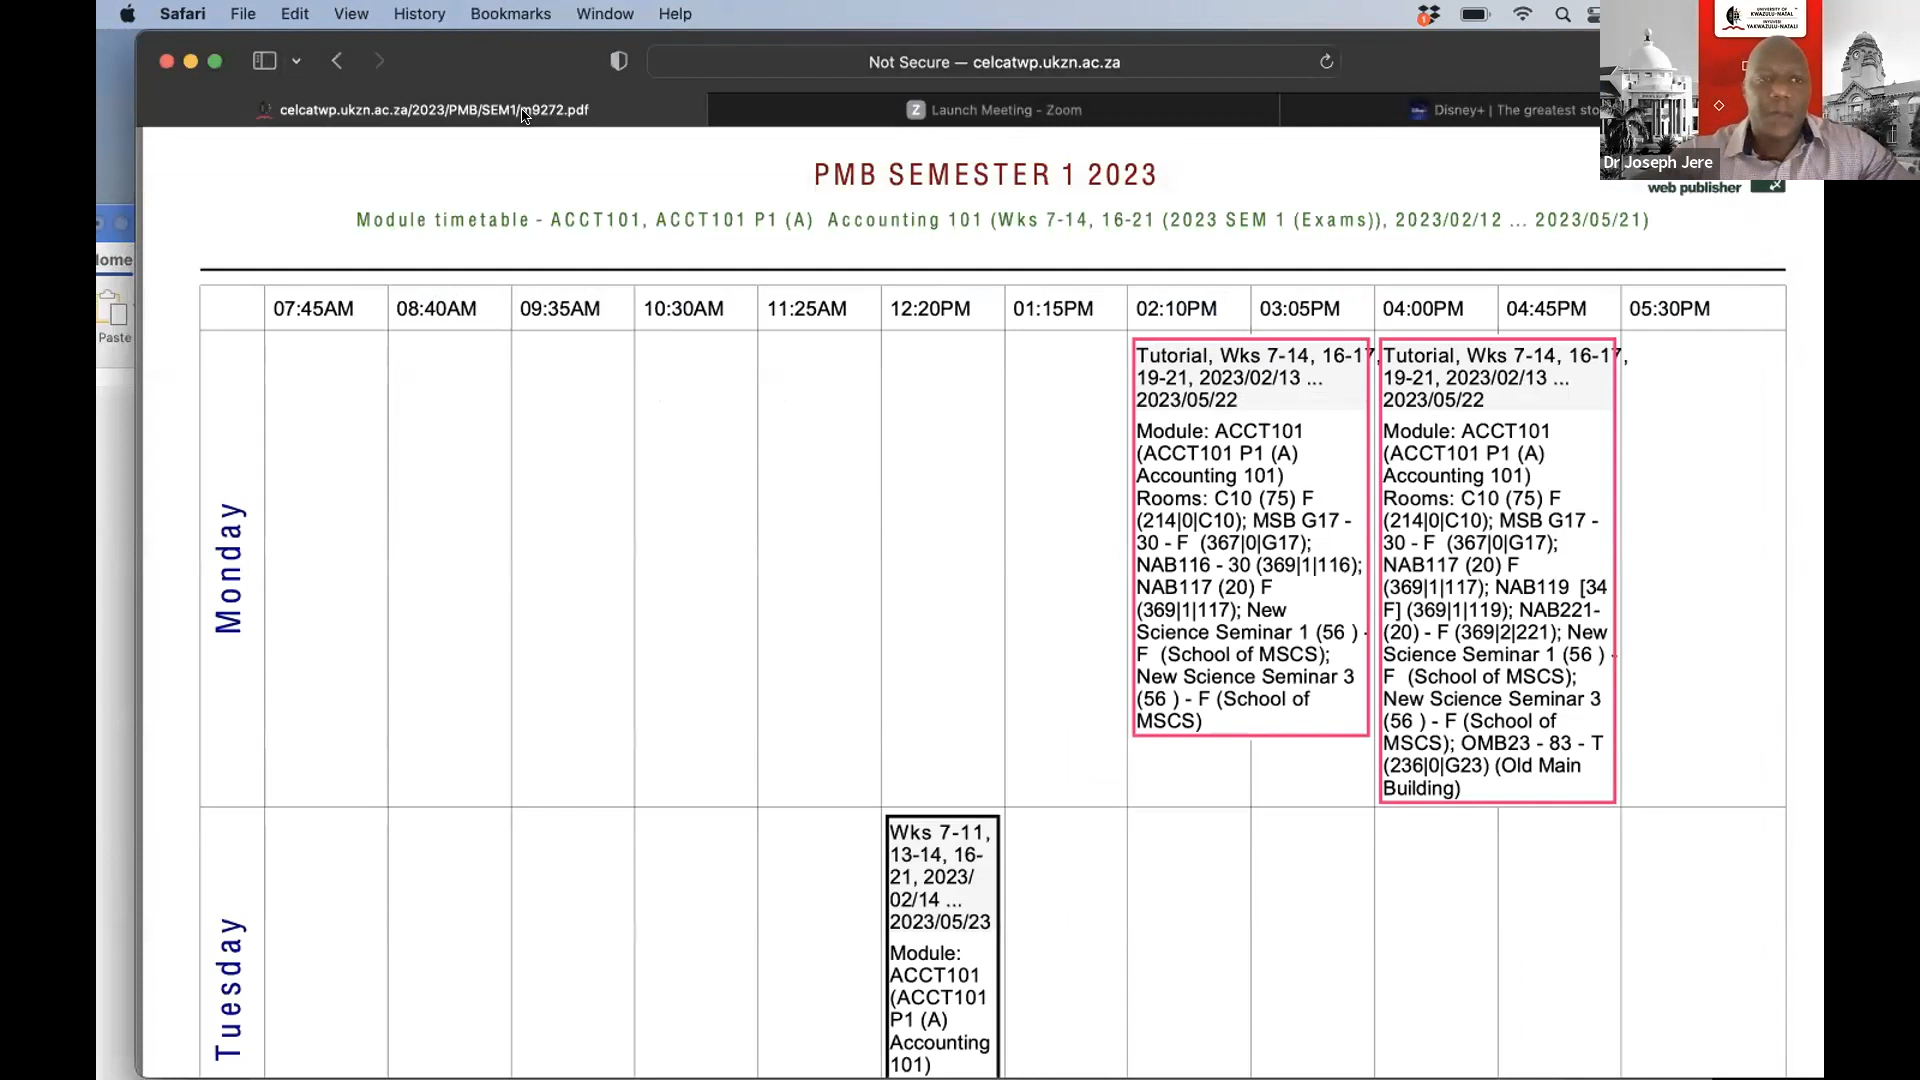 Safari File Edit View History Bookmarks Window Help
1
UNIVERSITY OF
KWAZULU-NATAL
INYUVESI
YAKWAZULU-NATALI
Not Secure — celcatwp.ukzn.ac.za
celcatwp.ukzn.ac.za/2023/PMB/SEM1/m9272.pdf
Z Launch Meeting - Zoom
Disney+ | The greatest sto
Dr Joseph Jere
web publisher
ome
Paste
PMB SEMESTER 1 2023
Module timetable - ACCT101, ACCT101 P1 (A) Accounting 101 (Wks 7-14, 16-21 (2023 SEM 1 (Exams)), 2023/02/12 ... 2023/05/21)
07:45AM 08:40AM 09:35AM 10:30AM 11:25AM 12:20PM 01:15PM 02:10PM 03:05PM 04:00PM 04:45PM 05:30PM
Monday
Tutorial, Wks 7-14, 16-17,
19-21, 2023/02/13 ...
2023/05/22
Module: ACCT101
(ACCT101 P1 (A)
Accounting 101)
Rooms: C10 (75) F
(214|0|C10); MSB G17 -
30 - F (367|0|G17);
NAB116 - 30 (369|1|116);
NAB117 (20) F
(369|1|117); New
Science Seminar 1 (56 ) -
F (School of MSCS);
New Science Seminar 3
(56 ) - F (School of
MSCS)
Tutorial, Wks 7-14, 16-17,
19-21, 2023/02/13 ...
2023/05/22
Module: ACCT101
(ACCT101 P1 (A)
Accounting 101)
Rooms: C10 (75) F
(214|0|C10); MSB G17 -
30 - F (367|0|G17);
NAB117 (20) F
(369|1|117); NAB119 [34
F] (369|1|119); NAB221-
(20) - F (369|2|221); New
Science Seminar 1 (56 ) -
F (School of MSCS);
New Science Seminar 3
(56 ) - F (School of
MSCS); OMB23 - 83 - T
(236|0|G23) (Old Main
Building)
Tuesday
Wks 7-11,
13-14, 16-
21, 2023/
02/14 ...
2023/05/23
Module:
ACCT101
(ACCT101
P1 (A)
Accounting
101)